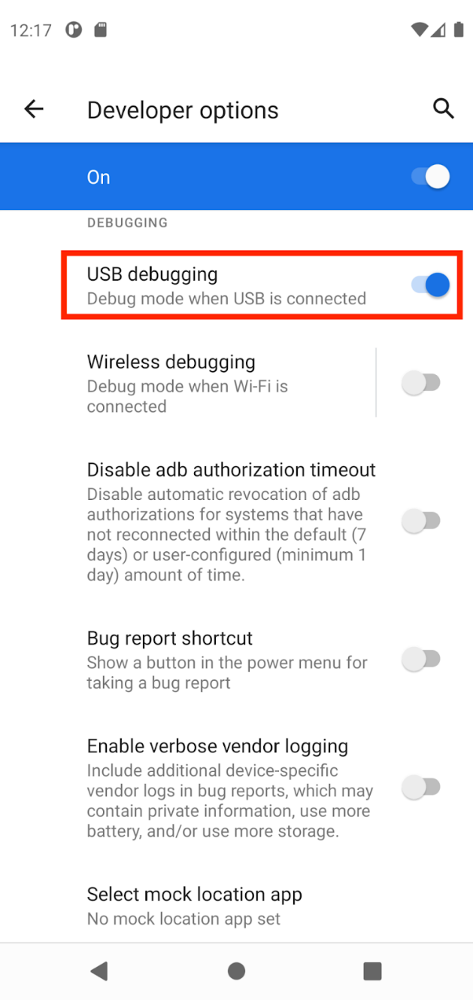 12:17
Developer options
On
DEBUGGING
USB debugging
Debug mode when USB is connected
Wireless debugging
Debug mode when Wi-Fi is
connected
Disable adb authorization timeout
Disable automatic revocation of adb
authorizations for systems that have
not reconnected within the default (7
days) or user-configured (minimum 1
day) amount of time.
Bug report shortcut
Show a button in the power menu for
taking a bug report
Enable verbose vendor logging
Include additional device-specific
vendor logs in bug reports, which may
contain private information, use more
battery, and/or use more storage.
Select mock location app
No mock location app set